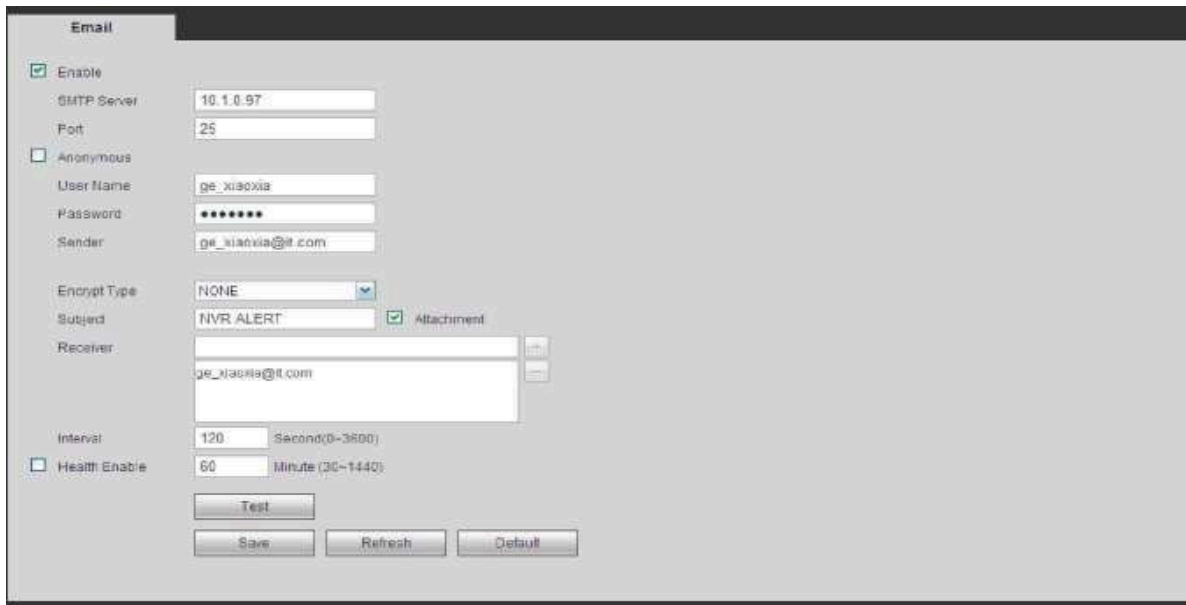 Email
Enable
SMTP Server 10.1.0.97
Port 25
Anonymous
User Name ge_xiaoxia
Password •••••••
Sender ge_xiaoxia@it.com
Encrypt Type NONE
Subject NVR ALERT Attachment
Receiver
ge_xiaoxia@it.com
Interval 120 Second(0~3600)
Health Enable 60 Minute (30~1440)
Test
Save Refresh Default